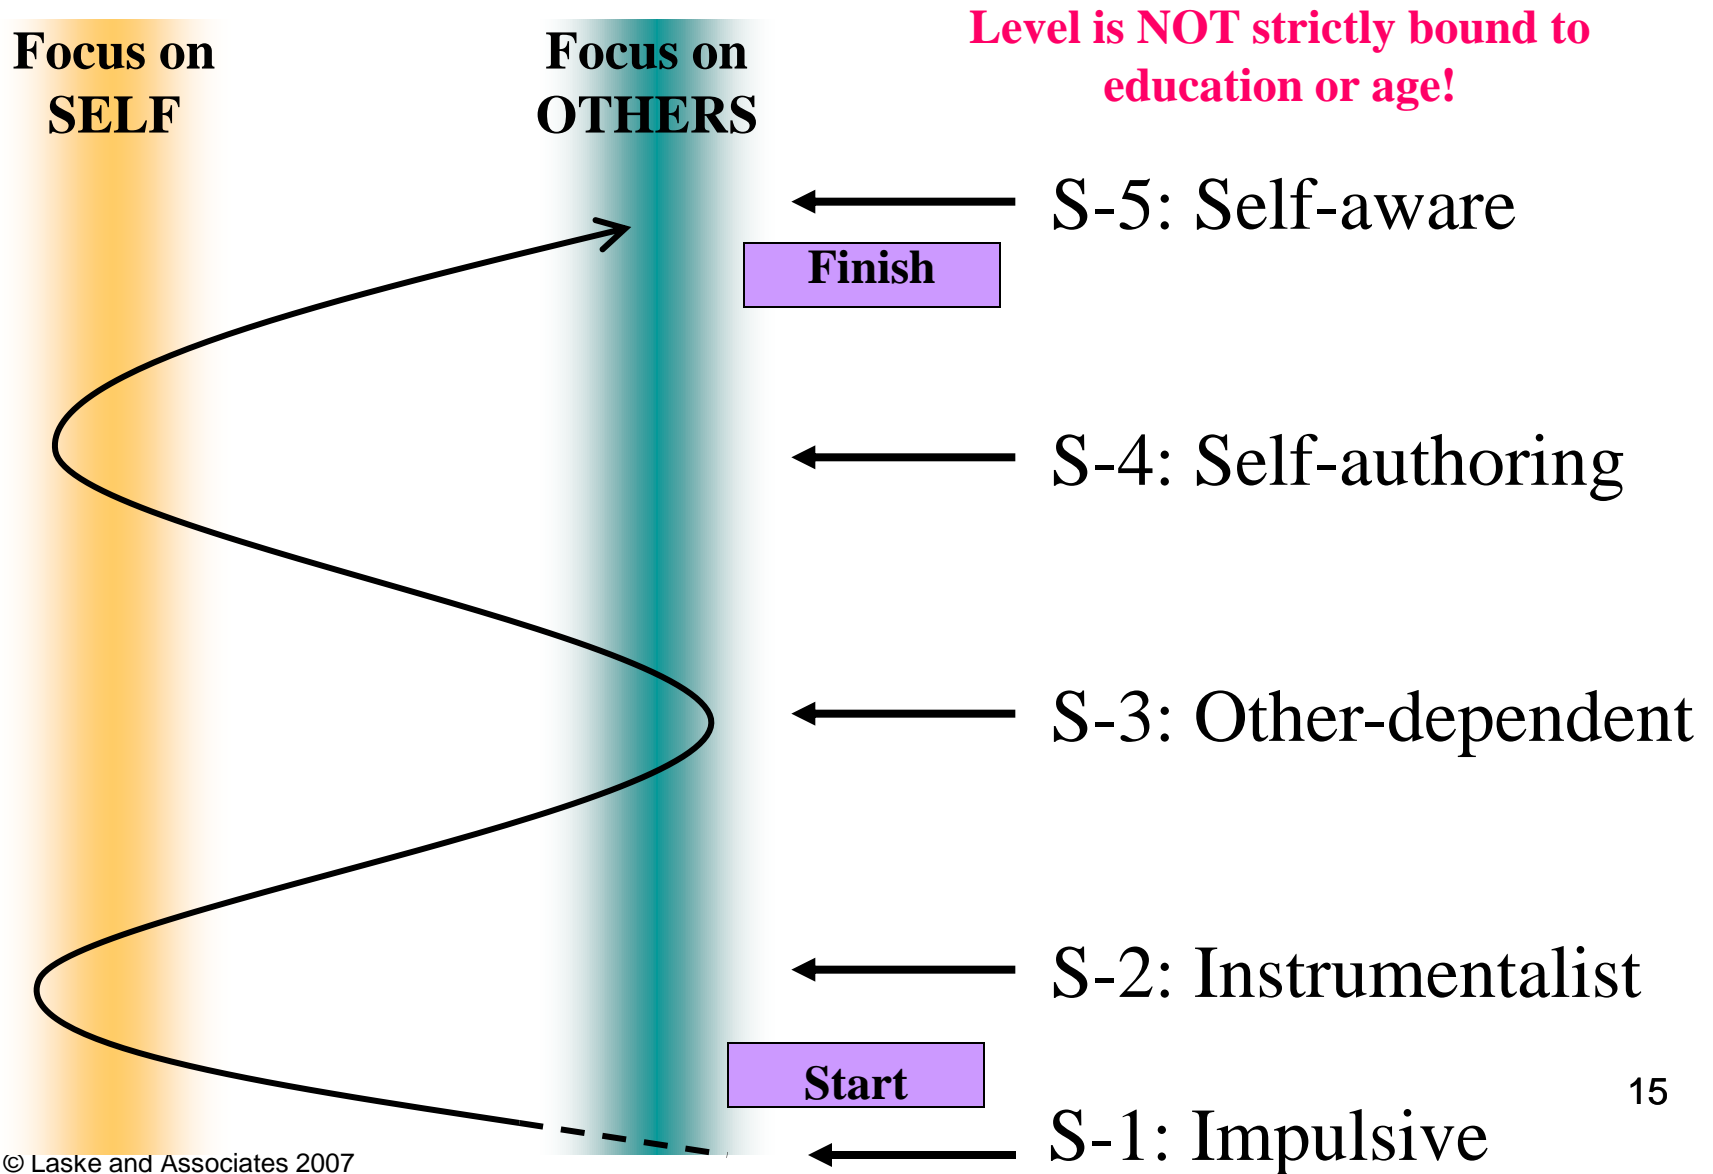 Focus on
SELF
Focus on
OTHERS
Level is NOT strictly bound to
education or age!
S-5: Self-aware
Finish
S-4: Self-authoring
S-3: Other-dependent
S-2: Instrumentalist
Start
15
S-1: Impulsive
© Laske and Associates 2007